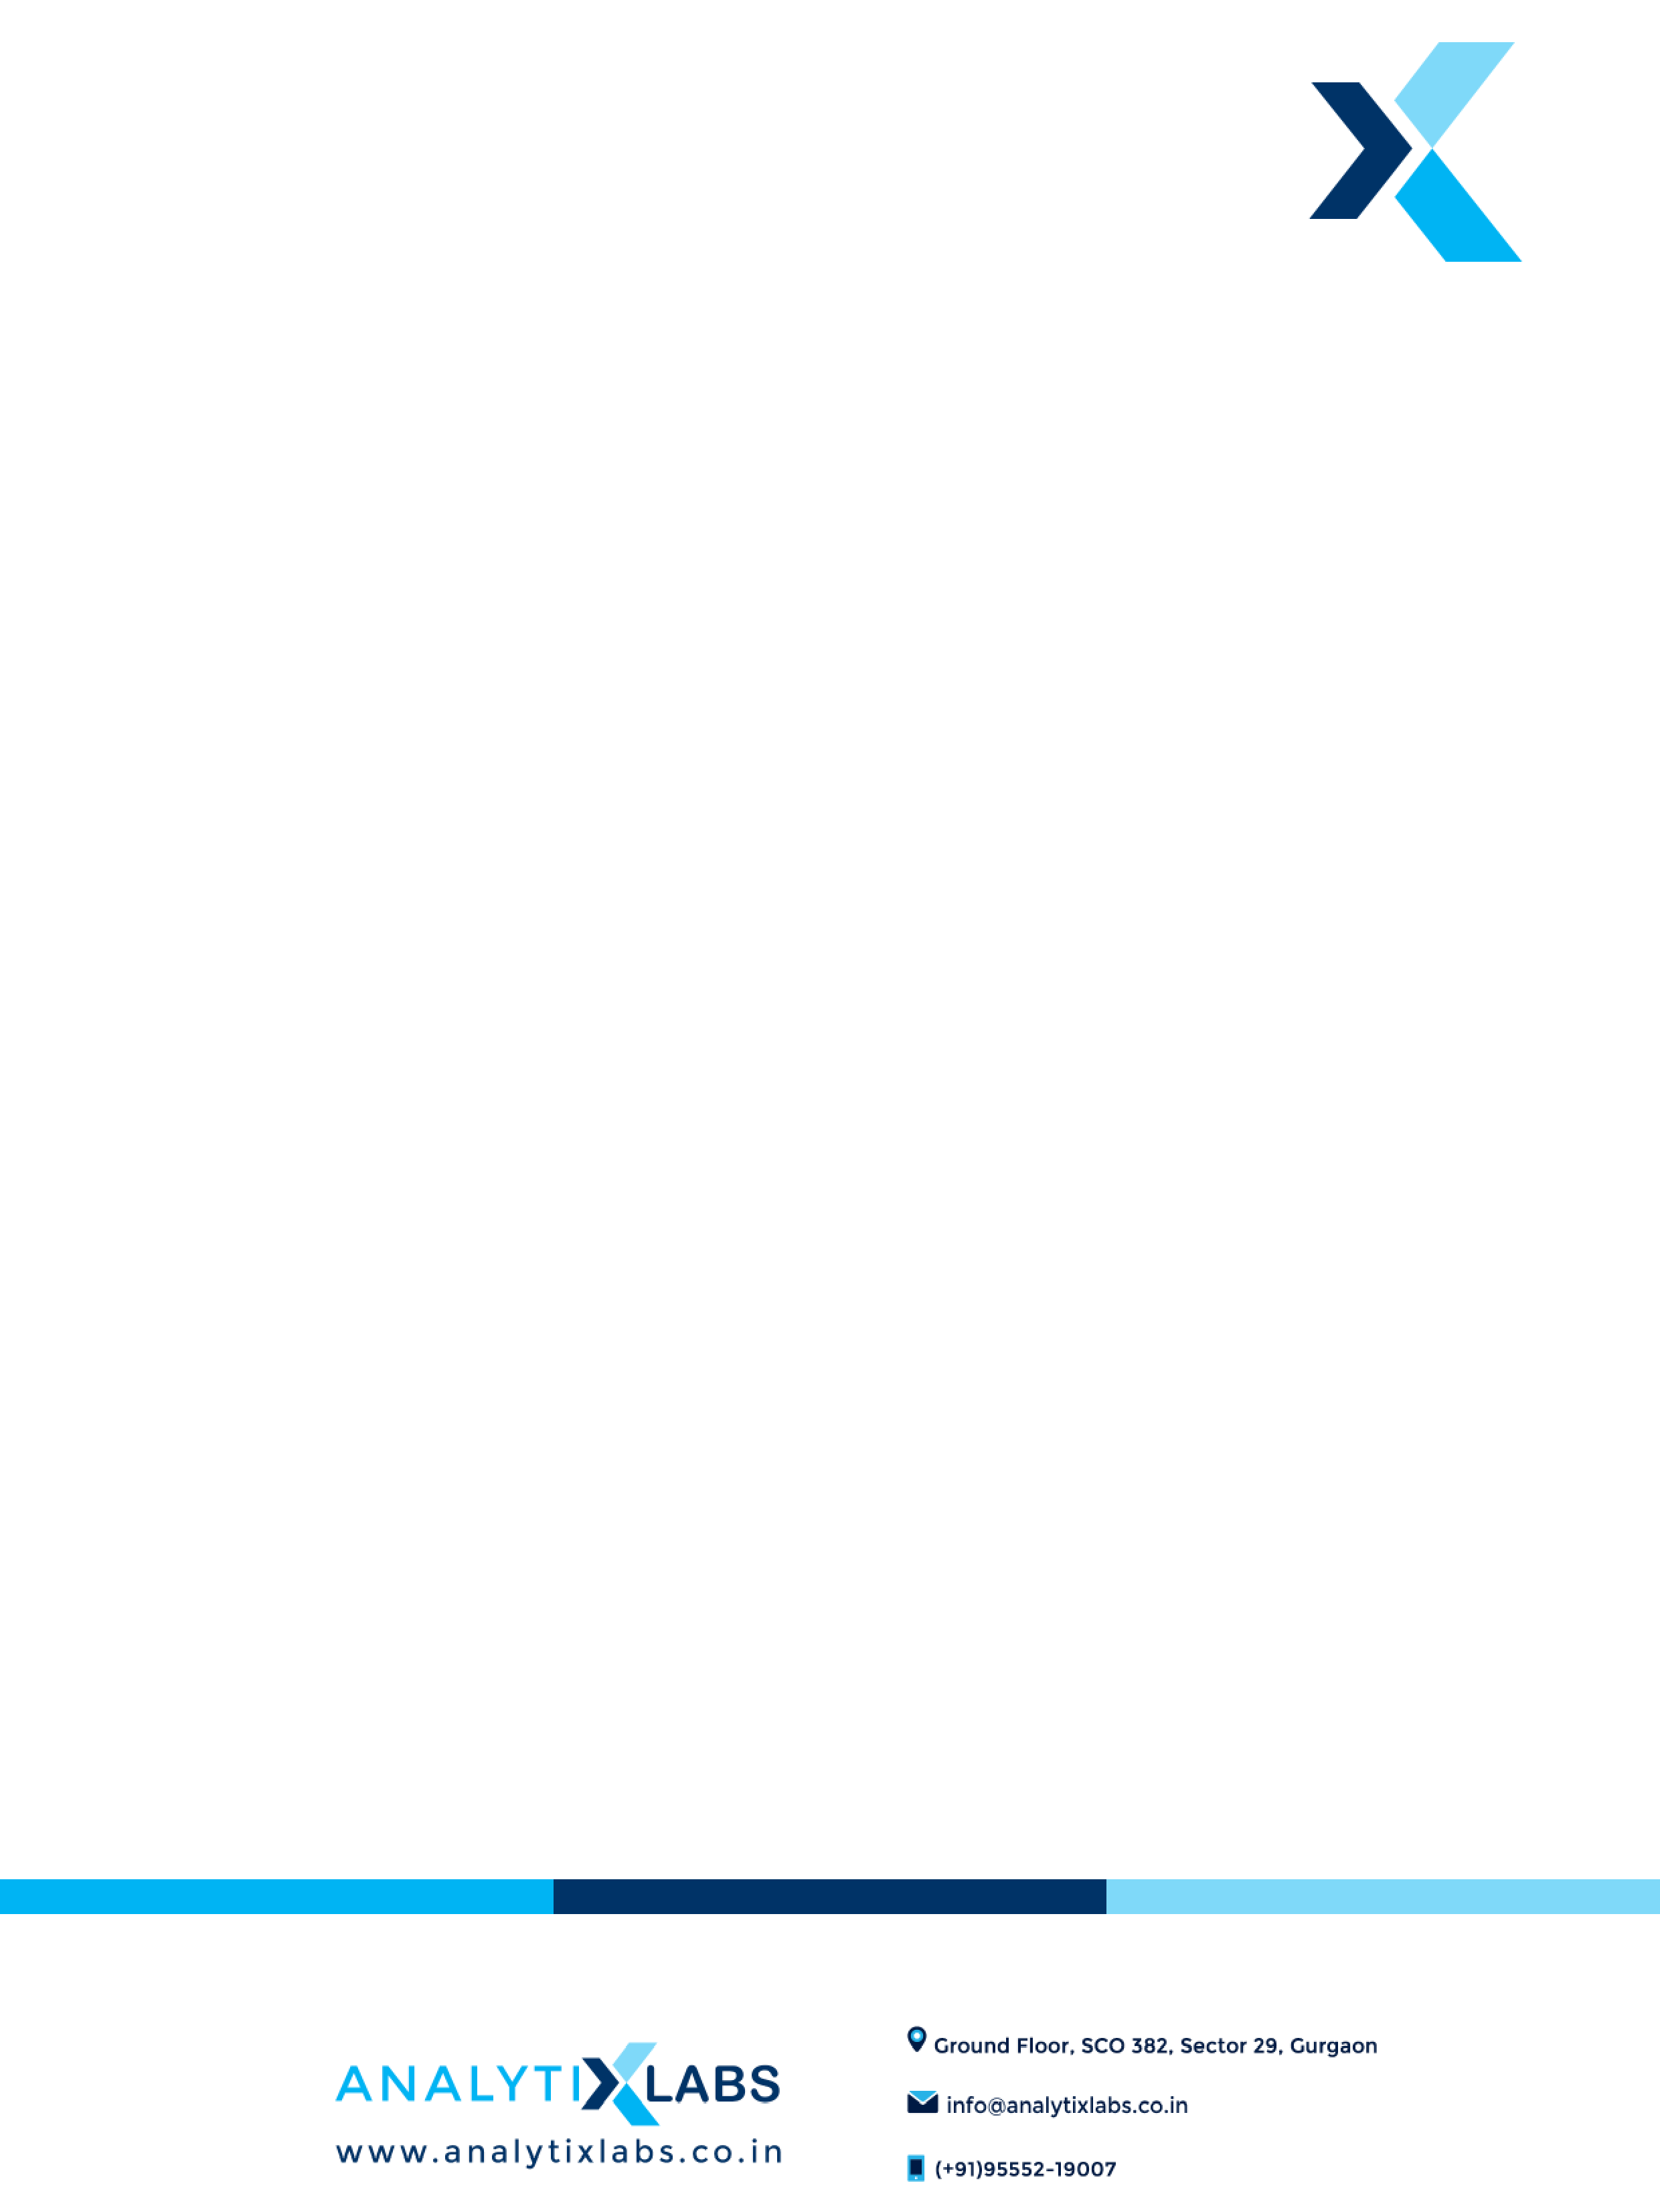 ANALYTIXLABS
www.analytixlabs.co.in
Ground Floor, SCO 382, Sector 29, Gurgaon
info@analytixlabs.co.in
(+91)95552-19007